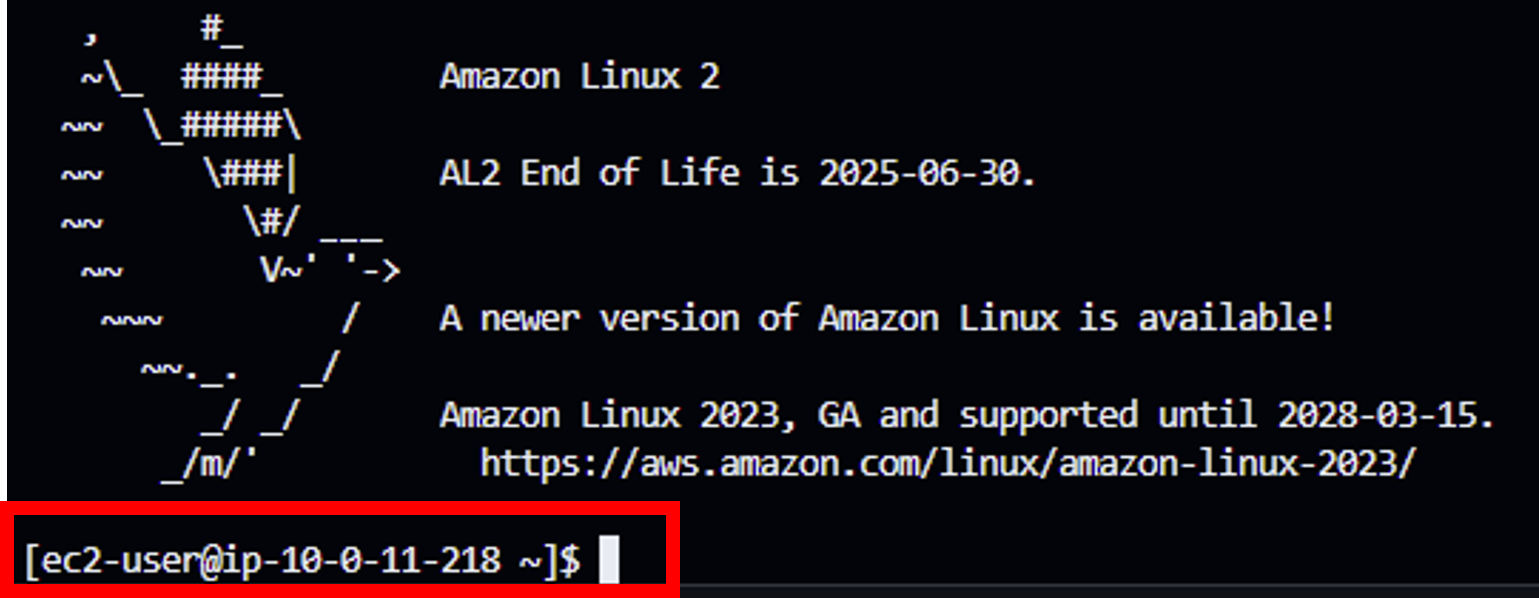 ,     #_
   ~\_  ####_        Amazon Linux 2
  ~~  \_#####\
  ~~     \###|       AL2 End of Life is 2025-06-30.
  ~~       \#/ ___
   ~~       V~' '->
    ~~~         /    A newer version of Amazon Linux is available!
      ~~._.   _/
         _/ _/       Amazon Linux 2023, GA and supported until 2028-03-15.
       _/m/'           https://aws.amazon.com/linux/amazon-linux-2023/
[ec2-user@ip-10-0-11-218 ~]$